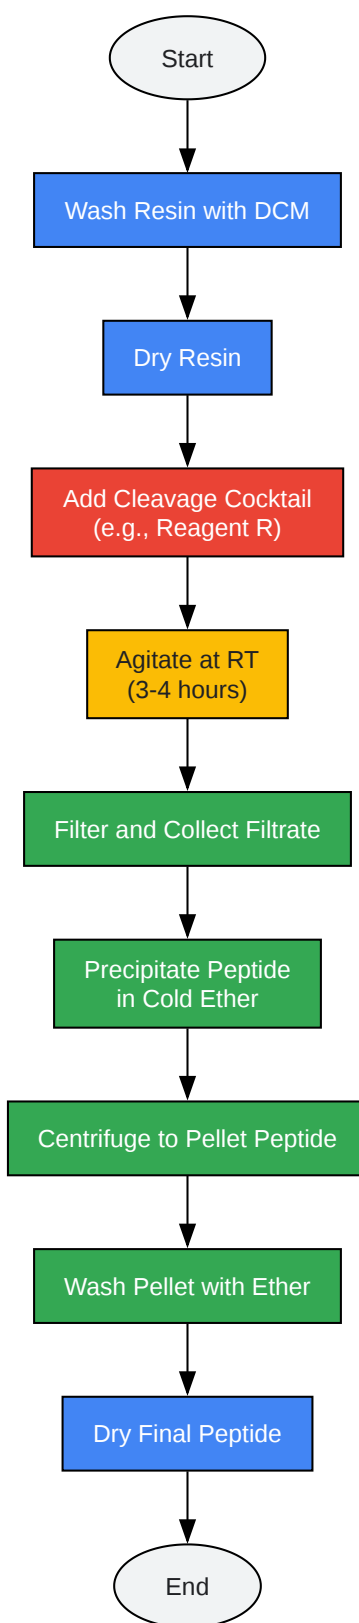 Start
Wash Resin with DCM
Dry Resin
Add Cleavage Cocktail
(e.g., Reagent R)
Agitate at RT
(3-4 hours)
Filter and Collect Filtrate
Precipitate Peptide
in Cold Ether
Centrifuge to Pellet Peptide
Wash Pellet with Ether
Dry Final Peptide
End